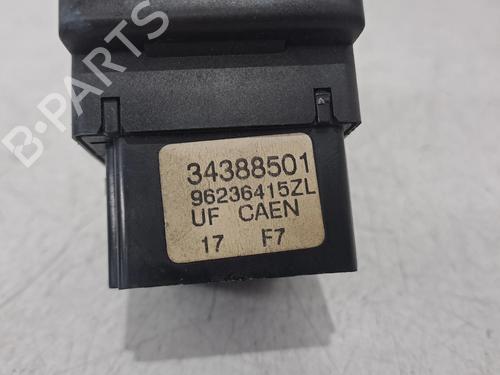 B-PARTS
34388501
96236415ZL
UF CAEN
17 F7